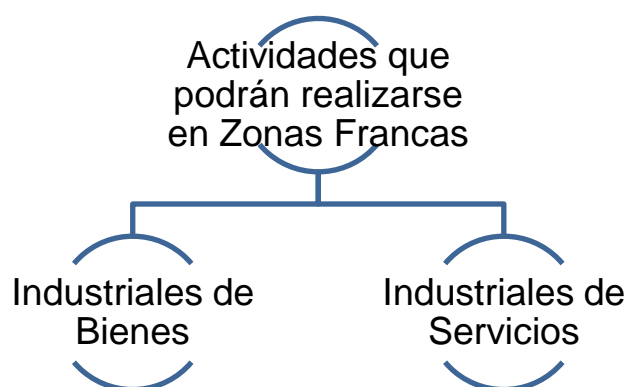 Actividades que
podrán realizarse
en Zonas Francas
Industriales de
Bienes
Industriales de
Servicios